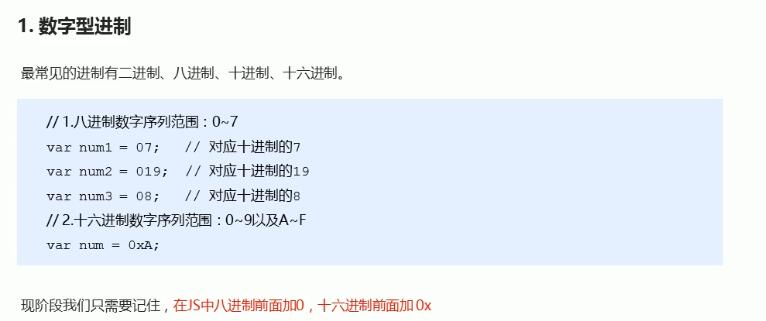 1. 数字型进制
最常见的进制有二进制、八进制、十进制、十六进制。
// 1.八进制数字序列范围：0~7
var num1 = 07;   // 对应十进制的7
var num2 = 019;  // 对应十进制的19
var num3 = 08;   // 对应十进制的8
// 2.十六进制数字序列范围：0~9以及A~F
var num = 0xA;
现阶段我们只需要记住，在JS中八进制前面加0，十六进制前面加 0x